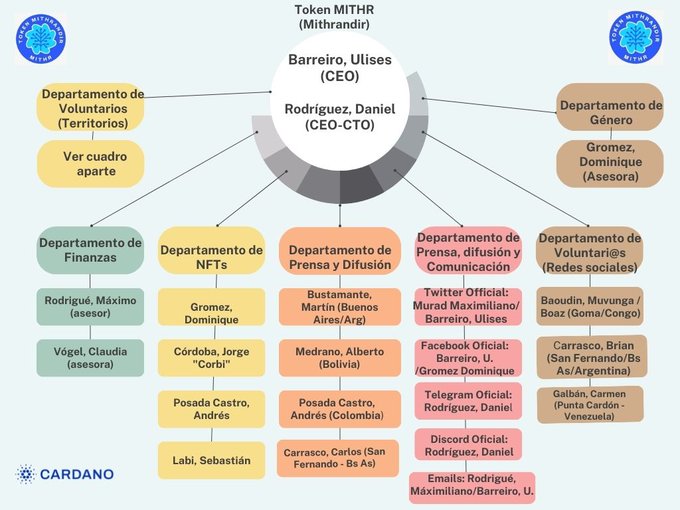 Token MITHR
(Mithrandir)
TOKEN MITHRANDIR
MITHR
TOKEN MITHRANDIR
MITHR
Barreiro, Ulises
(CEO)
Rodríguez, Daniel
(CEO-CTO)
Departamento de
Voluntarios
(Territorios)
Ver cuadro
aparte
Departamento de
Género
Gromez,
Dominique
(Asesora)
Departamento de
Finanzas
Rodrigué, Máximo
(asesor)
Vógel, Claudia
(asesora)
Departamento de
NFTs
Gromez,
Dominique
Córdoba, Jorge
"Corbi"
Posada Castro,
Andrés
Labi, Sebastián
Departamento de
Prensa y Difusión
Bustamante,
Martín (Buenos
Aires/Arg)
Medrano, Alberto
(Bolivia)
Posada Castro,
Andrés (Colombia)
Carrasco, Carlos (San
Fernando - Bs As)
Departamento de
Prensa, difusión y
Comunicación
Twitter Official:
Murad Maximiliano/
Barreiro, Ulises
Facebook Oficial:
Barreiro, U.
/Gromez Dominique
Telegram Oficial:
Rodríguez, Daniel
Discord Oficial:
Rodríguez, Daniel
Emails: Rodrigué,
Máximiliano/Barreiro, U.
Departamento de
Voluntari@s
(Redes sociales)
Baoudin, Muvunga /
Boaz (Goma/Congo)
Carrasco, Brian
(San Fernando/Bs
As/Argentina)
Galbán, Carmen
(Punta Cardón -
Venezuela)
CARDANO